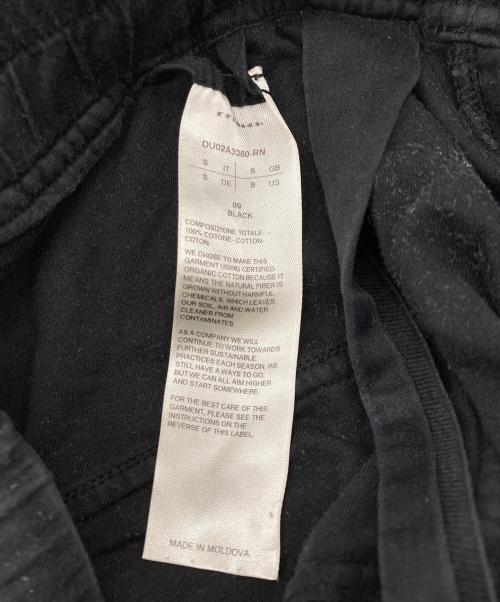 DU02A3380-RN
S IT S GB
S DE S US
09
BLACK
COMPOSIZIONE TOTALE-
100% COTONE- COTTON-
COTTON
WE CHOSE TO MAKE THIS
GARMENT USING CERTIFIED
ORGANIC COTTON BECAUSE IT
MEANS THE NATURAL FIBER IS
GROWN WITHOUT HARMFUL
CHEMICALS, WHICH LEAVES
OUR SOIL, AIR AND WATER
CLEANER FROM
CONTAMINATES.
AS A COMPANY WE WILL
CONTINUE TO WORK TOWARDS
FURTHER SUSTAINABLE
PRACTICES EACH SEASON. WE
STILL HAVE A WAYS TO GO.
BUT WE CAN ALL AIM HIGHER
AND START SOMEWHERE.
FOR THE BEST CARE OF THIS
GARMENT, PLEASE SEE THE
INSTRUCTIONS ON THE
REVERSE OF THIS LABEL.
MADE IN MOLDOVA